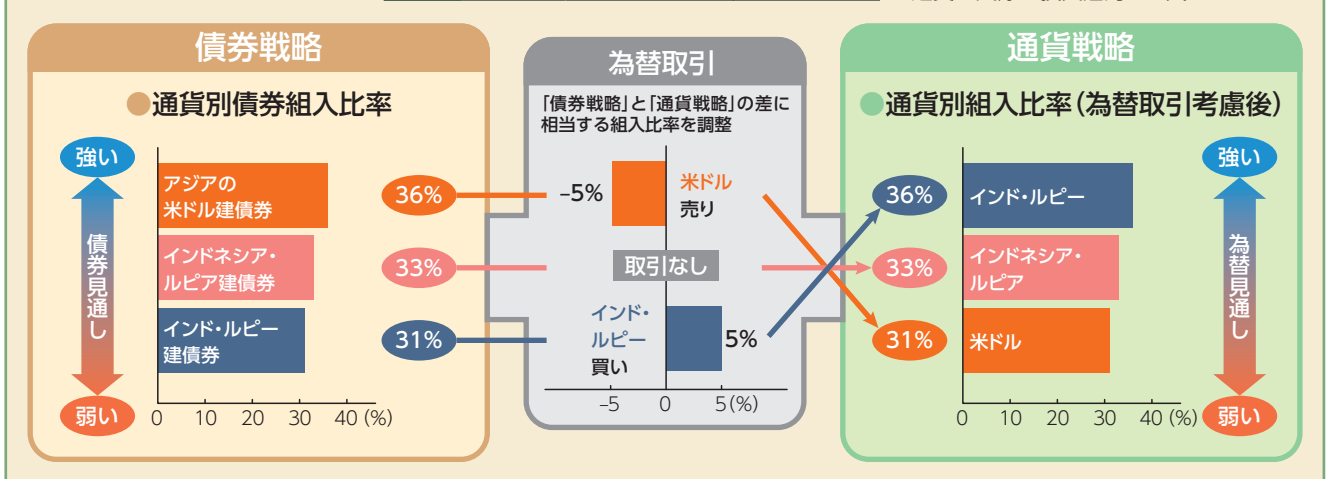 債券戦略
●通貨別債券組入比率
強い
債券見通し
弱い
アジアの
米ドル建債券
インドネシア・
ルピア建債券
インド・ルピー
建債券
0 10 20 30 40 (%)
36%
33%
31%
為替取引
「債券戦略」と「通貨戦略」の差に
相当する組入比率を調整
–5%
米ドル
売り
取引なし
インド・
ルピー
買い
5%
–5 0 5(%)
通貨戦略
●通貨別組入比率(為替取引考慮後)
36%
33%
31%
インド・ルピー
インドネシア・
ルピア
米ドル
0 10 20 30 40 (%)
強い
為替見通し
弱い